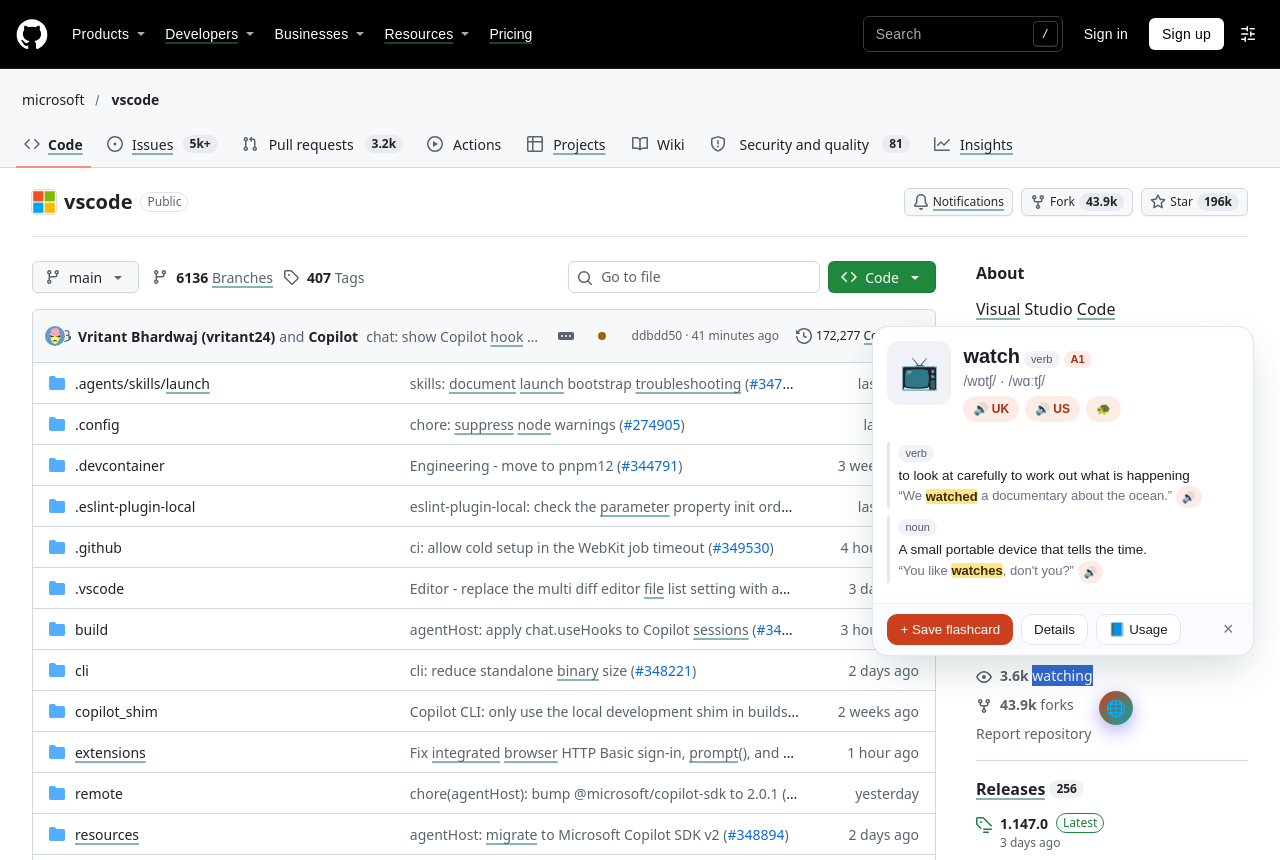 Products Developers Businesses Resources Pricing Search / Sign in Sign up
microsoft / vscode
Code Issues 5k+ Pull requests 3.2k Actions Projects Wiki Security and quality 81 Insights
vscode Public Notifications Fork 43.9k Star 196k
main 6136 Branches 407 Tags Go to file Code
About
Visual Studio Code
Vritant Bhardwaj (vritant24) and Copilot chat: show Copilot hook … ddbdd50 · 41 minutes ago 172,277
.agents/skills/launch skills: document launch bootstrap troubleshooting (#347…
.config chore: suppress node warnings (#274905)
.devcontainer Engineering - move to pnpm12 (#344791)
.eslint-plugin-local eslint-plugin-local: check the parameter property init ord…
.github ci: allow cold setup in the WebKit job timeout (#349530)
.vscode Editor - replace the multi diff editor file list setting with a…
build agentHost: apply chat.useHooks to Copilot sessions (#34…
cli cli: reduce standalone binary size (#348221) 2 days ago
copilot_shim Copilot CLI: only use the local development shim in builds… 2 weeks ago
extensions Fix integrated browser HTTP Basic sign-in, prompt(), and … 1 hour ago
remote chore(agentHost): bump @microsoft/copilot-sdk to 2.0.1 (… yesterday
resources agentHost: migrate to Microsoft Copilot SDK v2 (#348894) 2 days ago
watch verb A1
/wɒtʃ/ · /wɑːtʃ/
UK US
verb
to look at carefully to work out what is happening
“We watched a documentary about the ocean.”
noun
A small portable device that tells the time.
“You like watches, don't you?”
+ Save flashcard Details Usage ×
3.6k watching
43.9k forks
Report repository
Releases 256
1.147.0 Latest
3 days ago